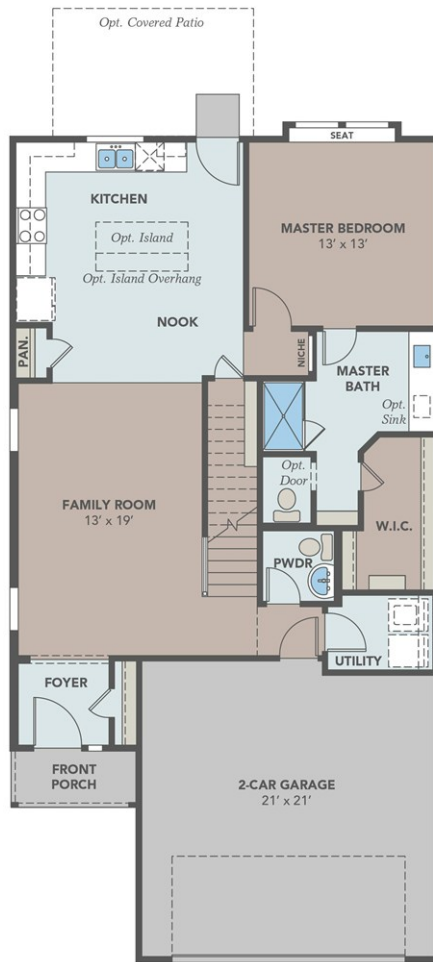 Opt. Covered Patio
SEAT
KITCHEN
MASTER BEDROOM
13' x 13'
Opt. Island
Opt. Island Overhang
NOOK
PAN.
NICHE
MASTER
BATH
Opt.
Sink
Opt.
Door
FAMILY ROOM
13' x 19'
W.I.C.
PWDR
UTILITY
FOYER
FRONT
PORCH
2-CAR GARAGE
21' x 21'